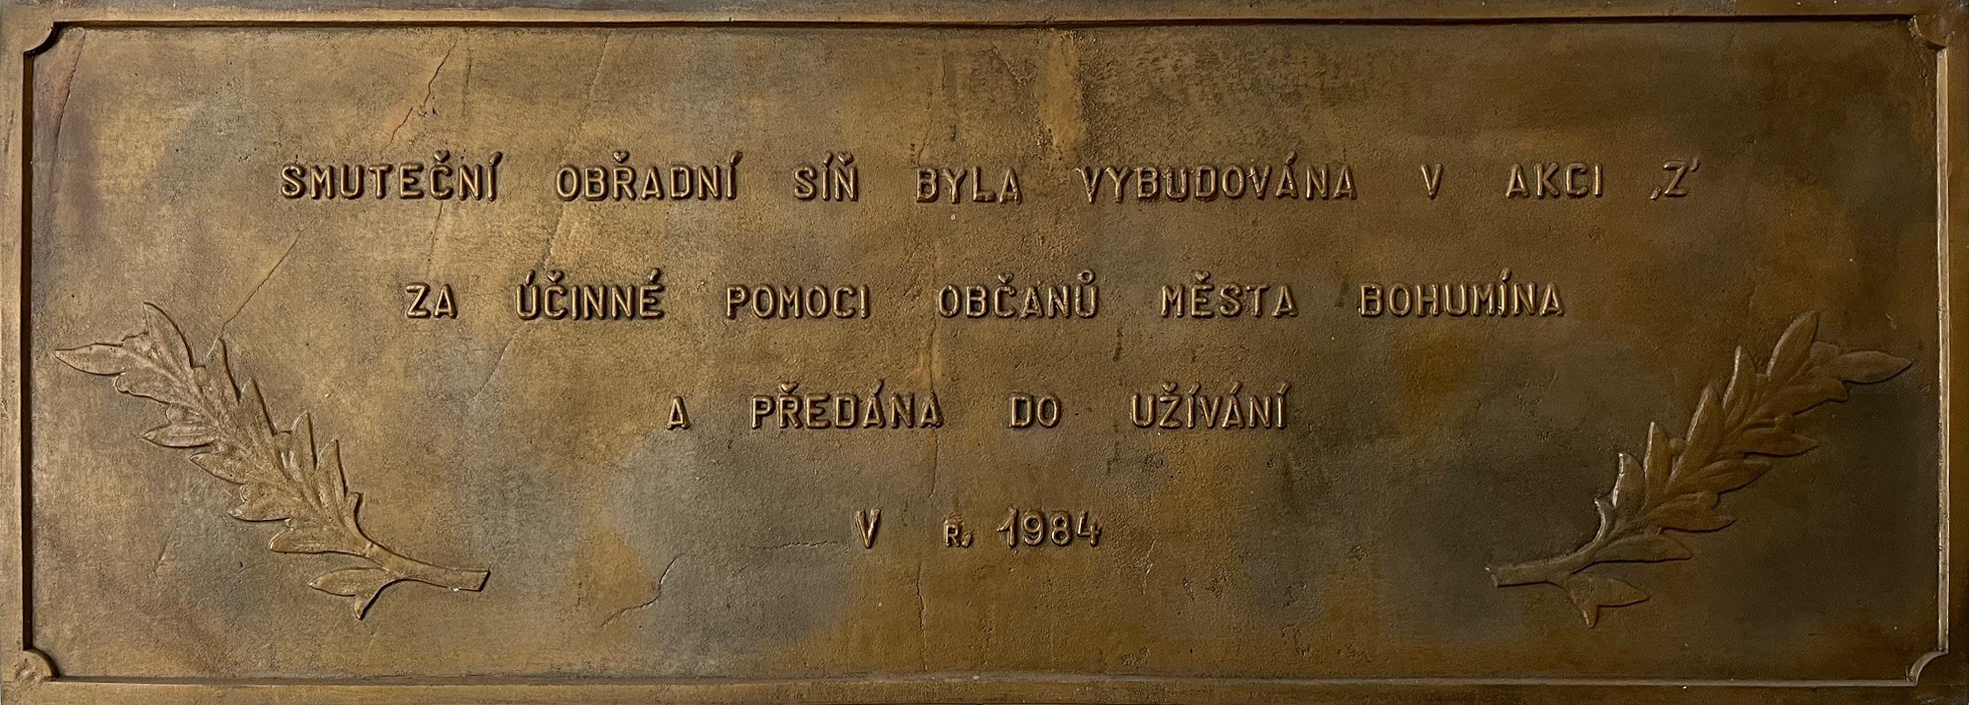 SMUTEČNÍ OBŘADNÍ SÍŇ BYLA VYBUDOVÁNA V AKCI ‚Z’
ZA ÚČINNÉ POMOCI OBČANŮ MĚSTA BOHUMÍNA
A PŘEDÁNA DO UŽÍVÁNÍ
V R, 1984